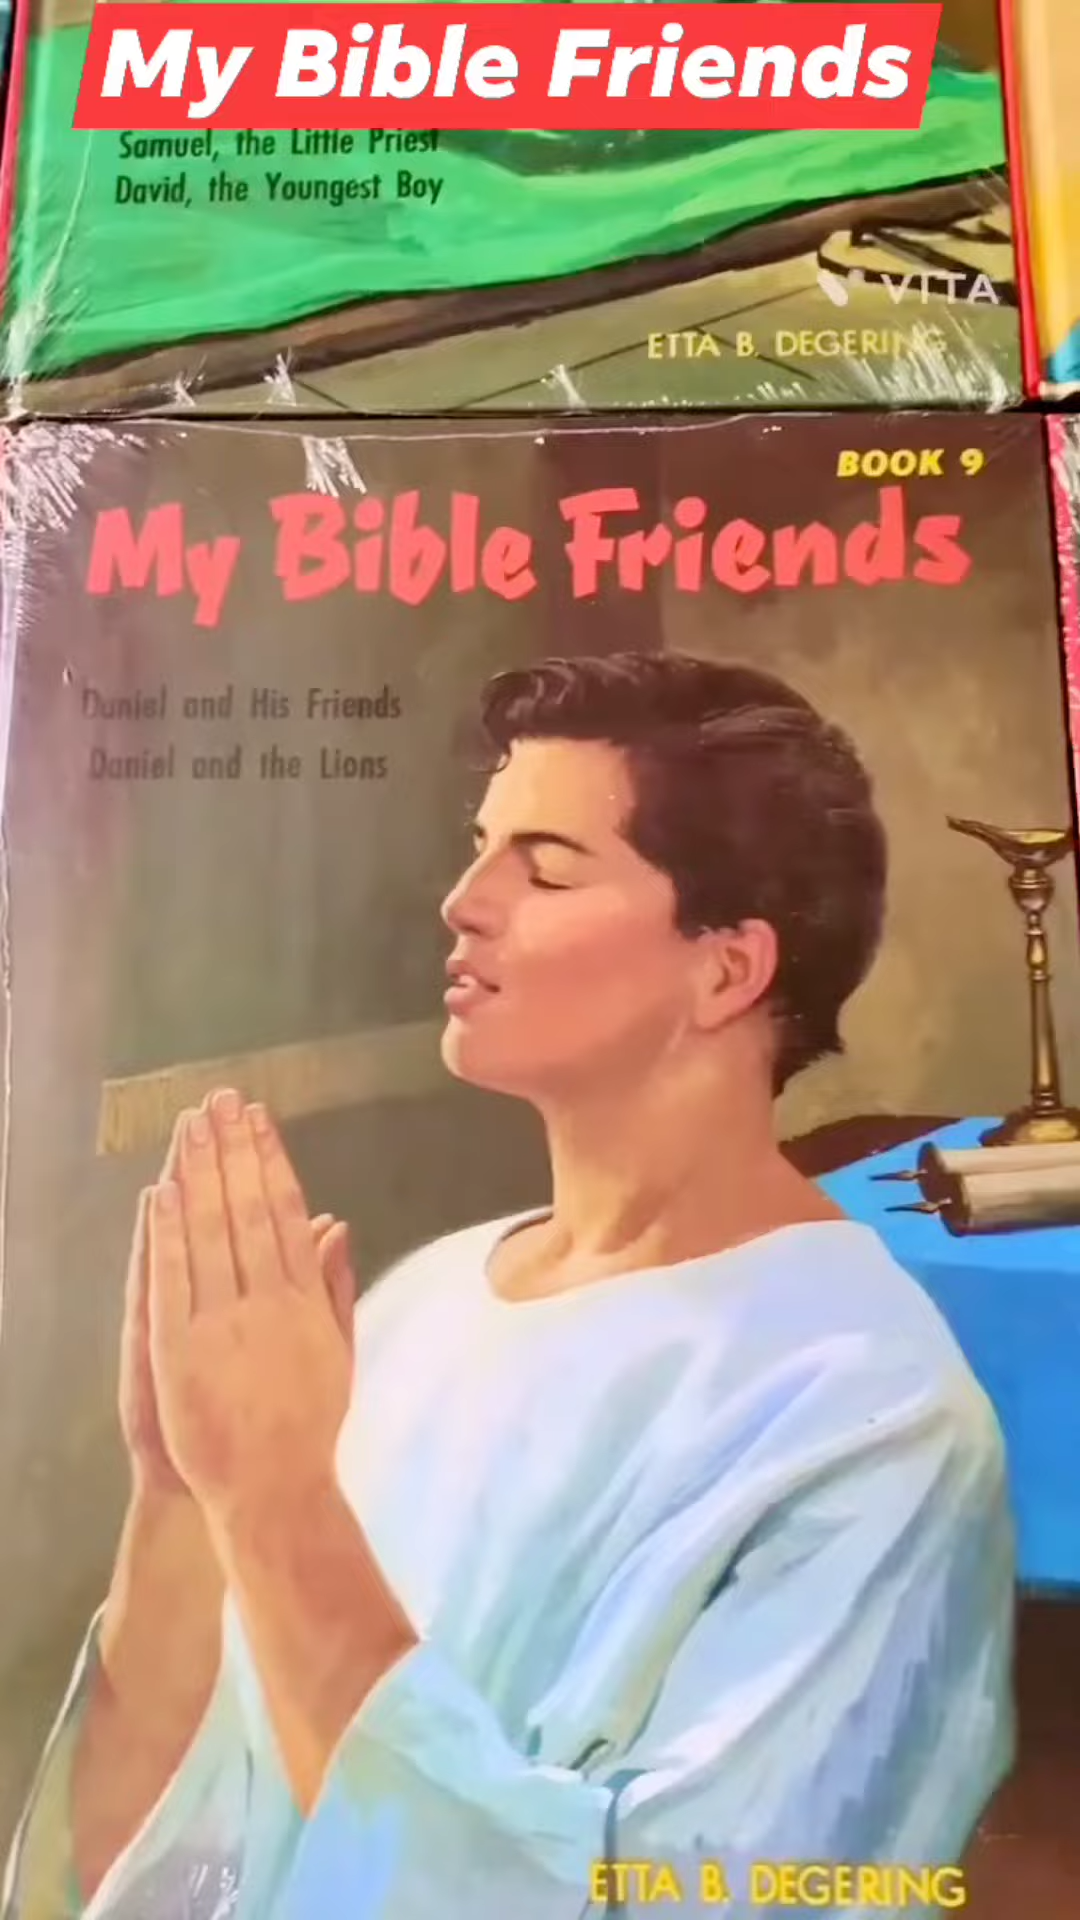 My Bible Friends
Samuel, the Little Priest
David, the Youngest Boy
VITA
ETTA B. DEGERING
BOOK 9
My Bible Friends
Daniel and His Friends
Daniel and the Lions
ETTA B. DEGERING